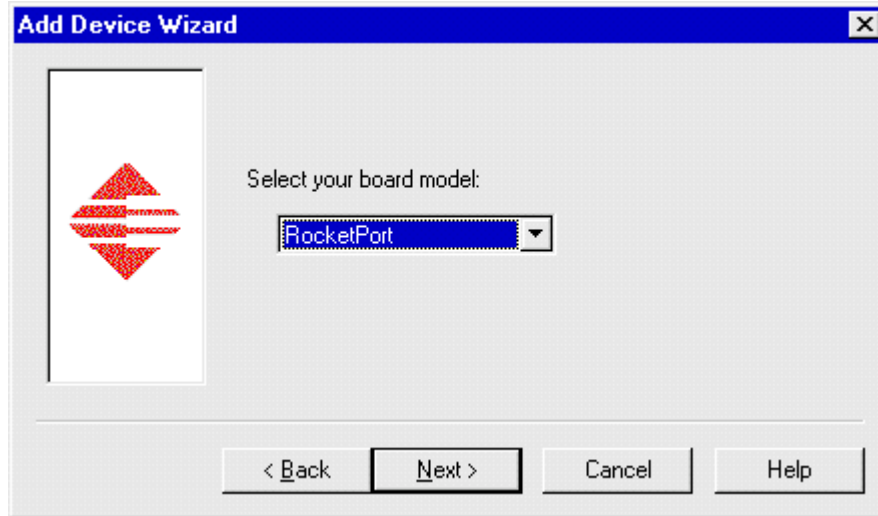 Add Device Wizard
Select your board model:
RocketPort
< Back Next > Cancel Help